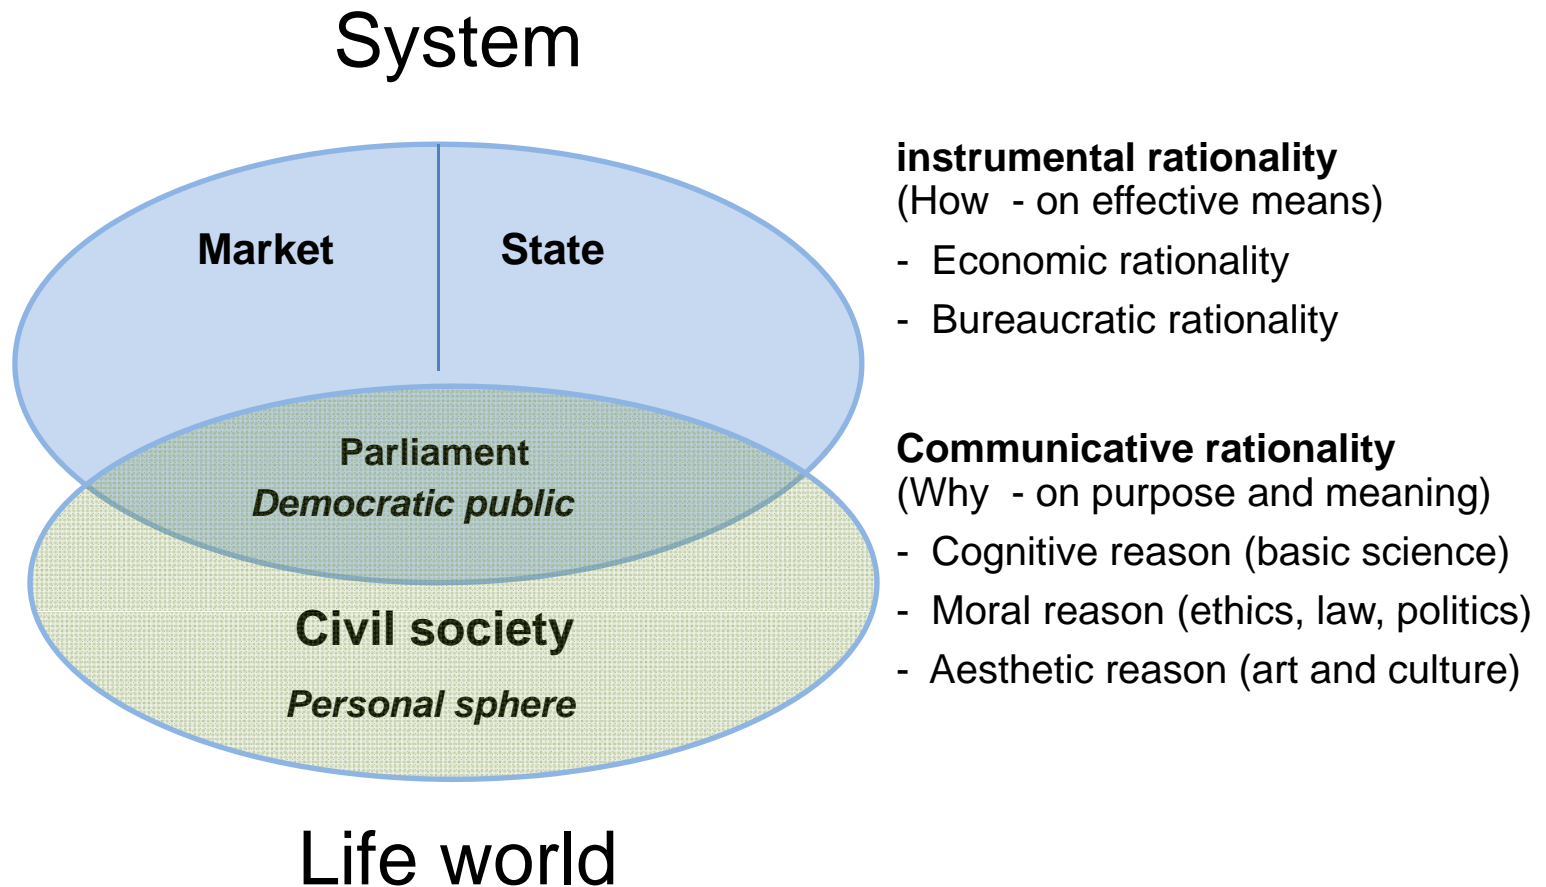 System
Market State
Parliament
Democratic public
Civil society
Personal sphere
Life world
instrumental rationality
(How - on effective means)
- Economic rationality
- Bureaucratic rationality
Communicative rationality
(Why - on purpose and meaning)
- Cognitive reason (basic science)
- Moral reason (ethics, law, politics)
- Aesthetic reason (art and culture)